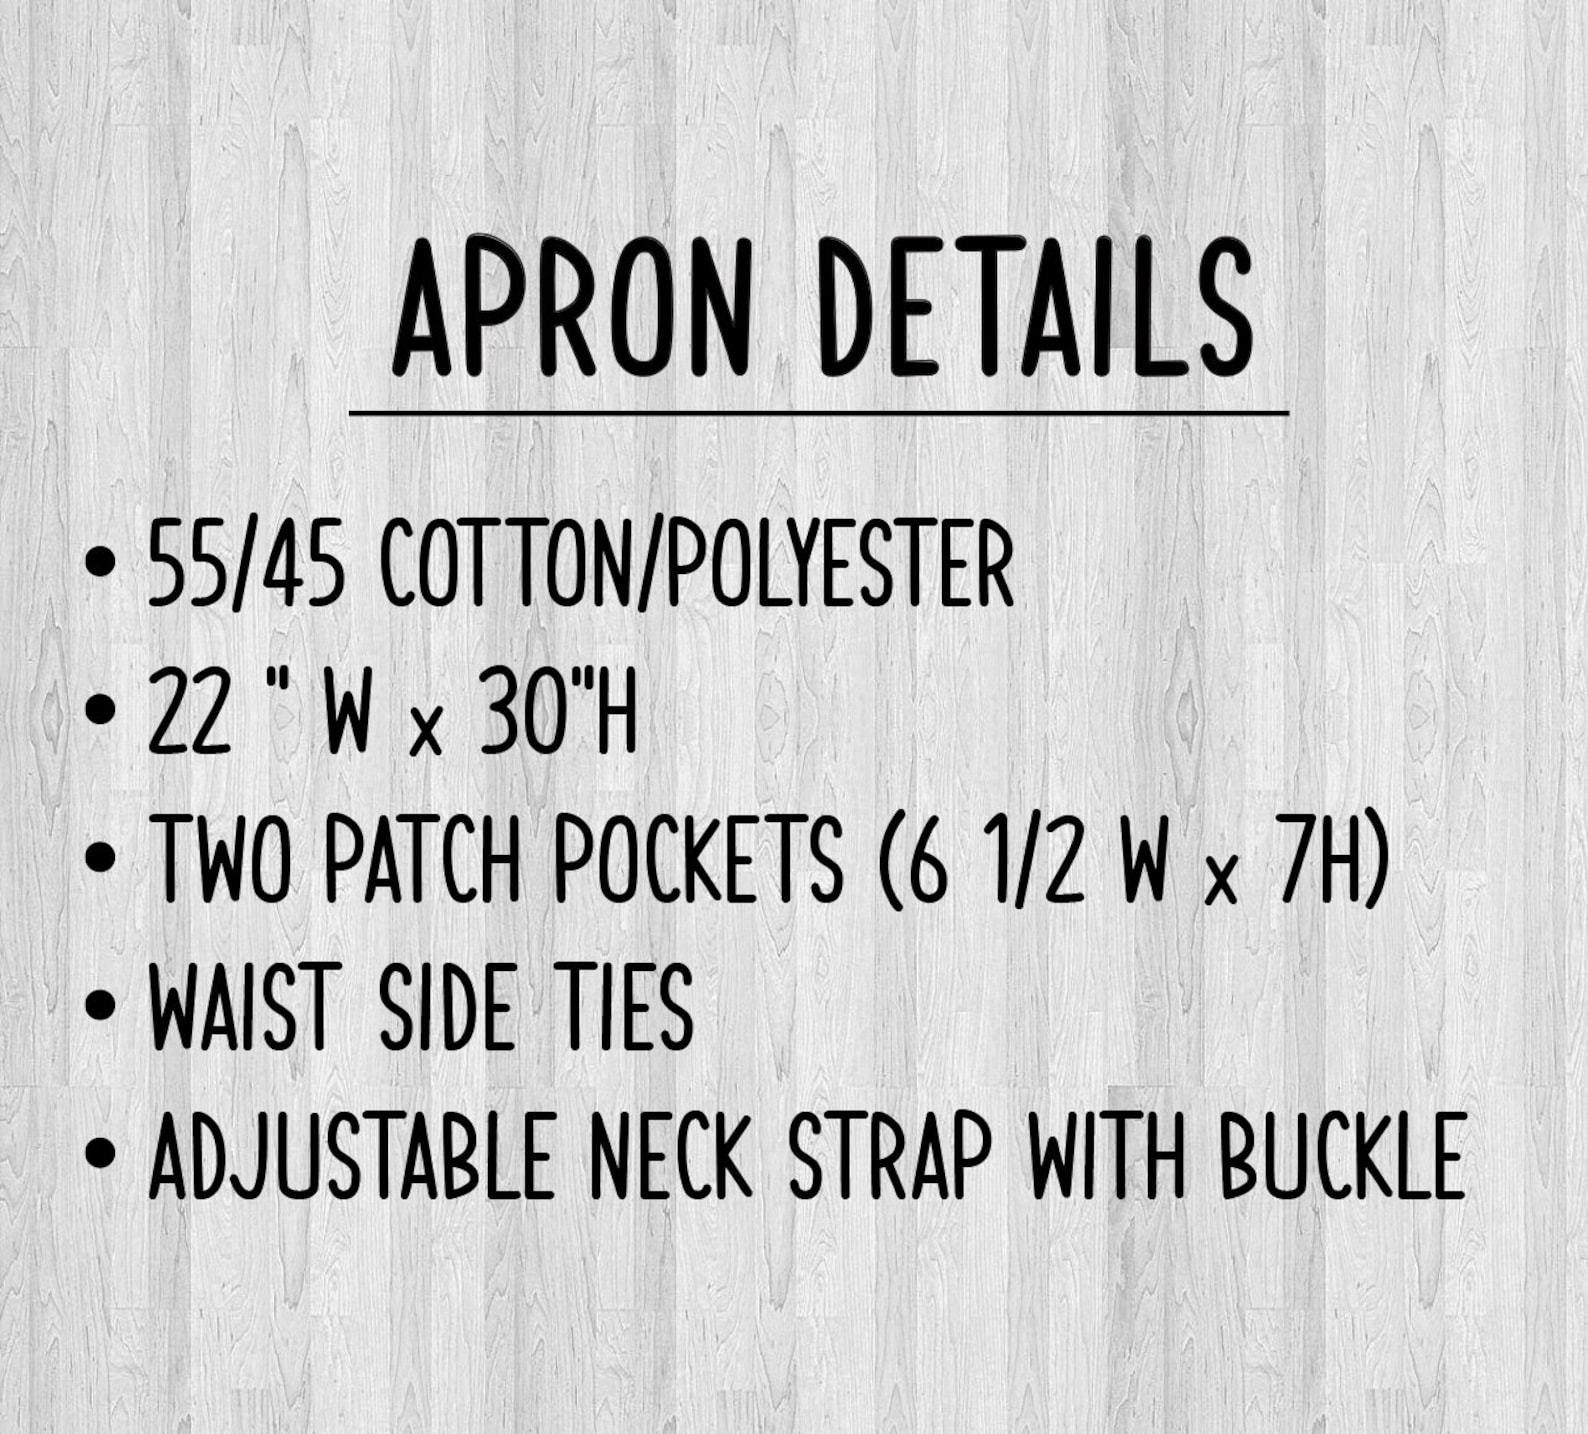 APRON DETAILS
• 55/45 COTTON/POLYESTER
• 22 " W x 30"H
• TWO PATCH POCKETS (6 1/2 W x 7H)
• WAIST SIDE TIES
• ADJUSTABLE NECK STRAP WITH BUCKLE